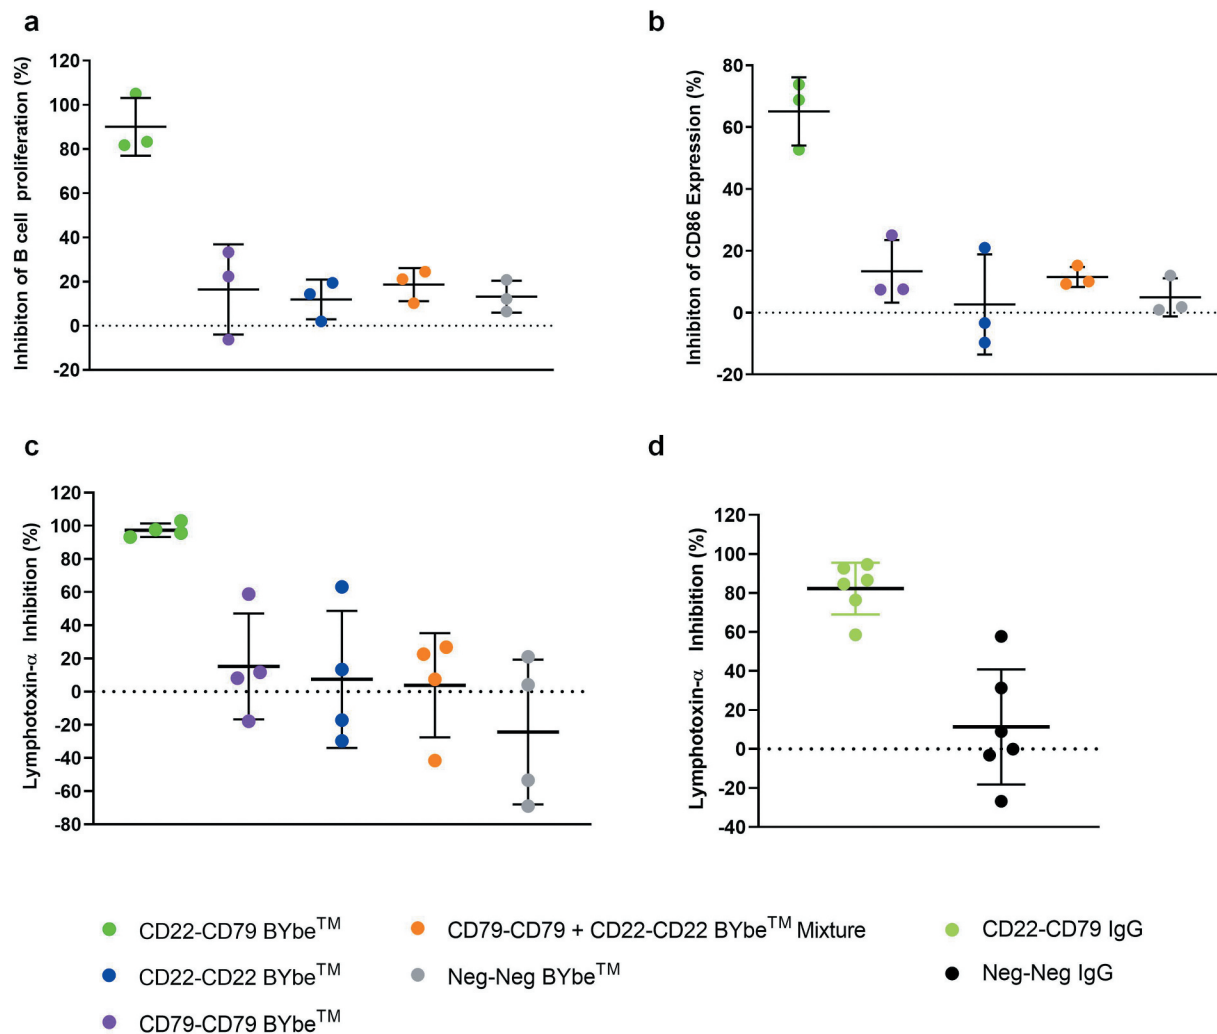 a
Inhibiton of B cell proliferation (%)
120
100
80
60
40
20
0
-20
b
Inhibiton of CD86 Expression (%)
80
60
40
20
0
-20
c
Lymphotoxin-α Inhibition (%)
120
100
80
60
40
20
0
-20
-40
-60
-80
d
Lymphotoxin-α Inhibition (%)
120
100
80
60
40
20
0
-20
-40
CD22-CD79 BYbe™
CD22-CD22 BYbe™
CD79-CD79 BYbe™
CD79-CD79 + CD22-CD22 BYbe™ Mixture
Neg-Neg BYbe™
CD22-CD79 IgG
Neg-Neg IgG